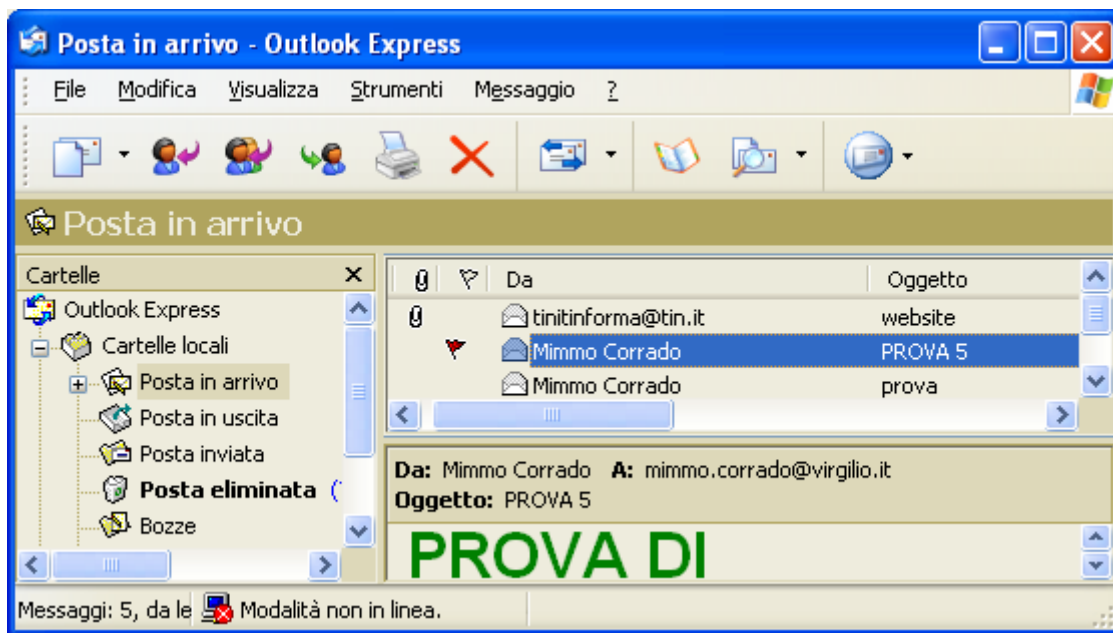 Posta in arrivo - Outlook Express
File Modifica Visualizza Strumenti Messaggio ?
Posta in arrivo
Cartelle
Outlook Express
Cartelle locali
Posta in arrivo
Posta in uscita
Posta inviata
Posta eliminata (
Bozze
Da Oggetto
tinitinforma@tin.it website
Mimmo Corrado PROVA 5
Mimmo Corrado prova
Da: Mimmo Corrado A: mimmo.corrado@virgilio.it
Oggetto: PROVA 5
PROVA DI
Messaggi: 5, da le Modalità non in linea.